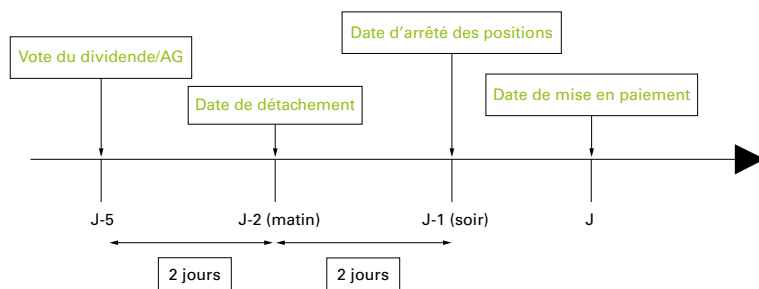 Date d'arrêté des positions
Vote du dividende/AG
Date de détachement
Date de mise en paiement
J-5
J-2 (matin)
J-1 (soir)
J
2 jours
2 jours